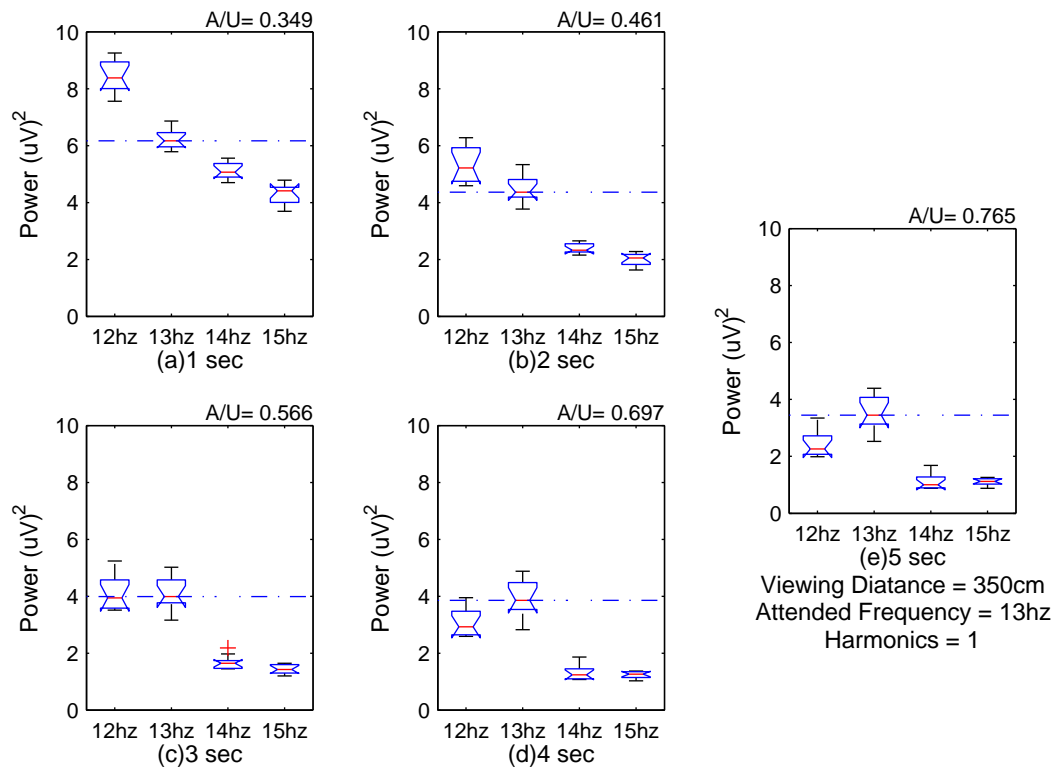 A/U= 0.349
Power (uV)2
10
8
6
4
2
0
12hz 13hz 14hz 15hz
(a)1 sec
A/U= 0.461
Power (uV)2
10
8
6
4
2
0
12hz 13hz 14hz 15hz
(b)2 sec
A/U= 0.566
Power (uV)2
10
8
6
4
2
0
12hz 13hz 14hz 15hz
(c)3 sec
A/U= 0.697
Power (uV)2
10
8
6
4
2
0
12hz 13hz 14hz 15hz
(d)4 sec
A/U= 0.765
Power (uV)2
10
8
6
4
2
0
12hz 13hz 14hz 15hz
(e)5 sec
Viewing Diatance = 350cm
Attended Frequency = 13hz
Harmonics = 1